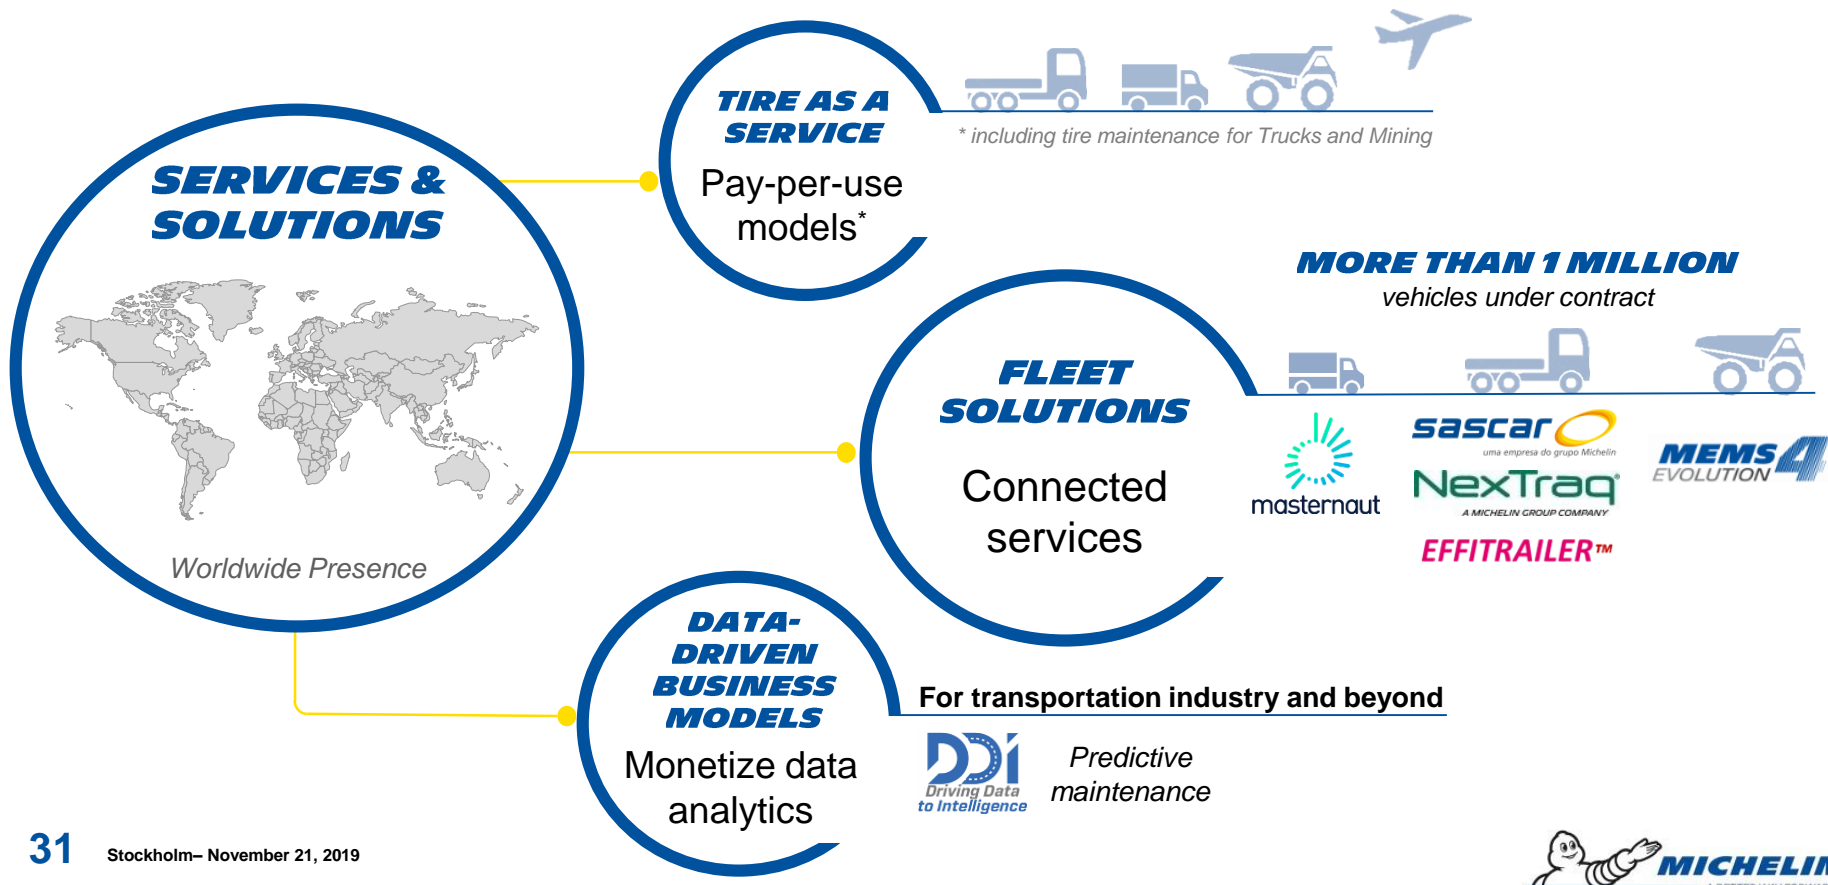 SERVICES &
SOLUTIONS
Worldwide Presence
TIRE AS A
SERVICE
Pay-per-use
models*
* including tire maintenance for Trucks and Mining
FLEET
SOLUTIONS
Connected
services
MORE THAN 1 MILLION
vehicles under contract
masternaut
sascar
uma empresa do grupo Michelin
NexTraq
A MICHELIN GROUP COMPANY
EFFITRAILER™
MEMS 4
EVOLUTION
DATA-
DRIVEN
BUSINESS
MODELS
Monetize data
analytics
For transportation industry and beyond
DDi
Driving Data
to Intelligence
Predictive
maintenance
31
Stockholm– November 21, 2019
MICHELIN